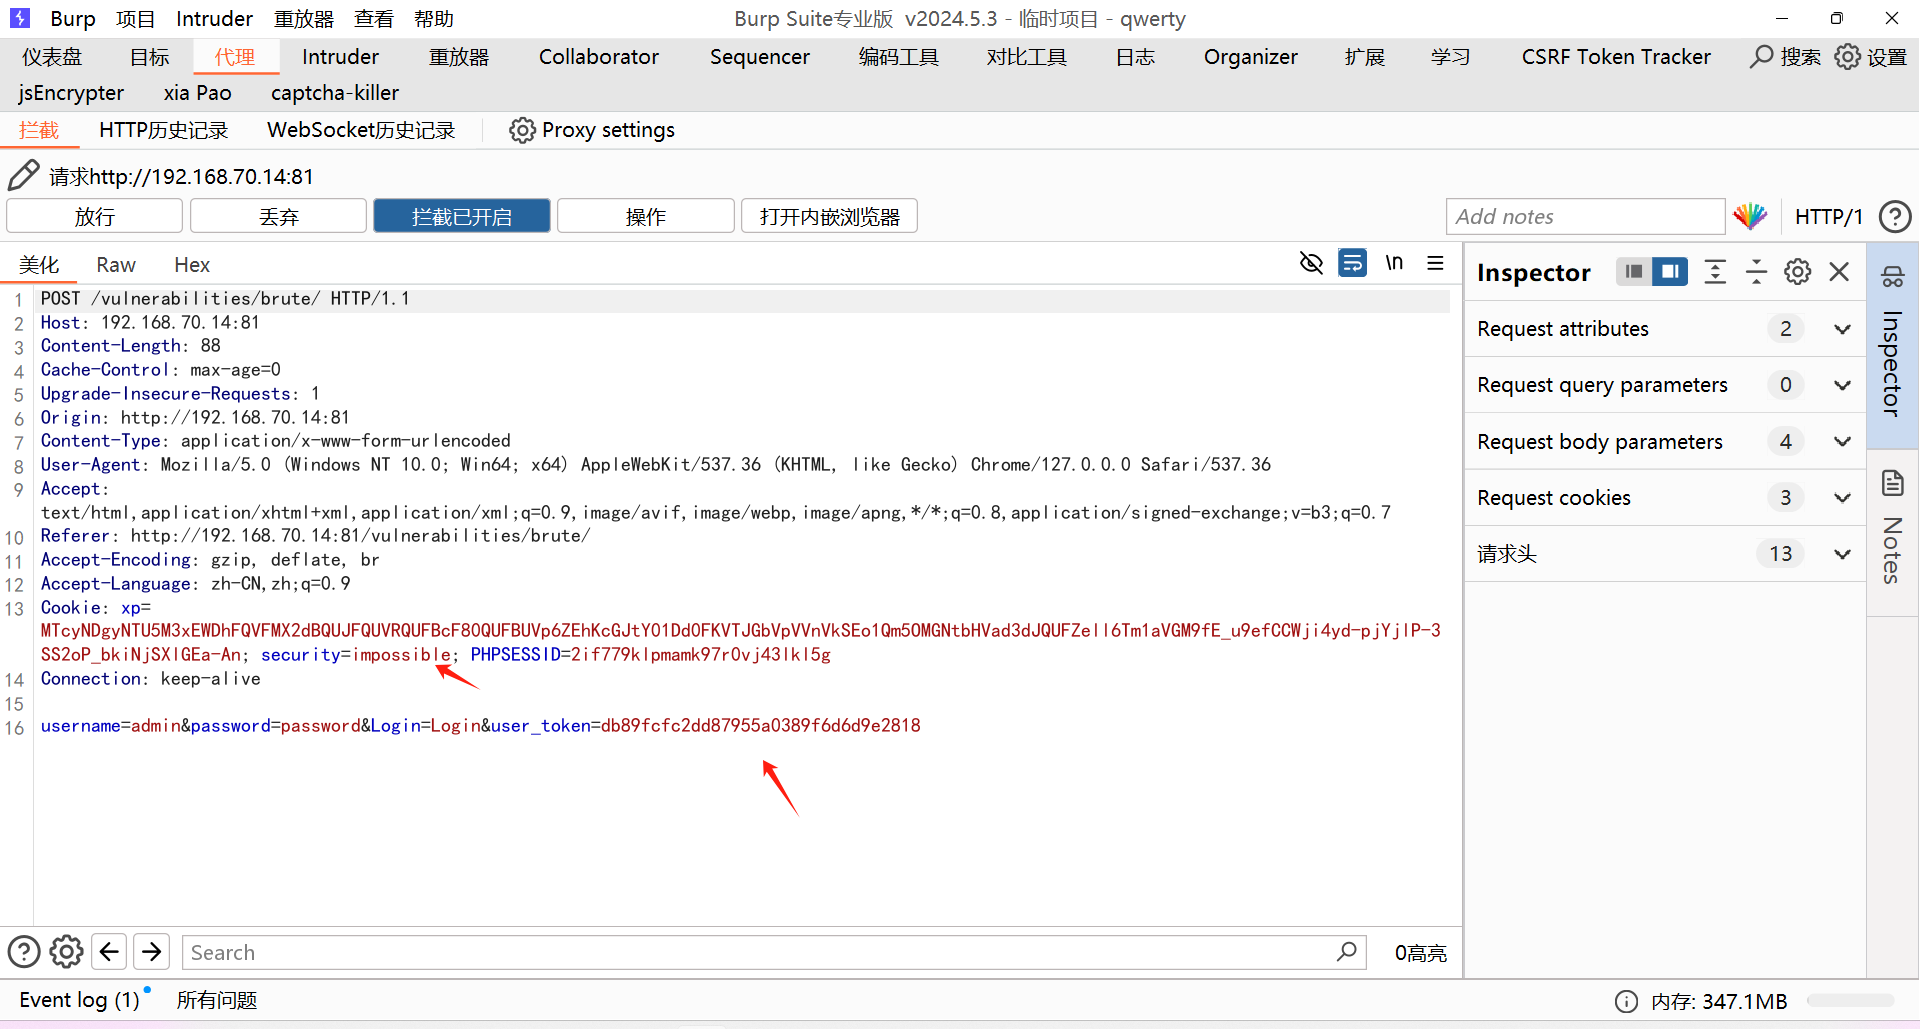 Burp 项目 Intruder 重放器 查看 帮助 Burp Suite专业版 v2024.5.3 - 临时项目 - qwerty
仪表盘 目标 代理 Intruder 重放器 Collaborator Sequencer 编码工具 对比工具 日志 Organizer 扩展 学习 CSRF Token Tracker 搜索 设置
jsEncrypter xia Pao captcha-killer
拦截 HTTP历史记录 WebSocket历史记录 Proxy settings
请求http://192.168.70.14:81
放行 丢弃 拦截已开启 操作 打开内嵌浏览器 Add notes HTTP/1
美化 Raw Hex \n
1 POST /vulnerabilities/brute/ HTTP/1.1
2 Host: 192.168.70.14:81
3 Content-Length: 88
4 Cache-Control: max-age=0
5 Upgrade-Insecure-Requests: 1
6 Origin: http://192.168.70.14:81
7 Content-Type: application/x-www-form-urlencoded
8 User-Agent: Mozilla/5.0 (Windows NT 10.0; Win64; x64) AppleWebKit/537.36 (KHTML, like Gecko) Chrome/127.0.0.0 Safari/537.36
9 Accept:
text/html,application/xhtml+xml,application/xml;q=0.9,image/avif,image/webp,image/apng,*/*;q=0.8,application/signed-exchange;v=b3;q=0.7
10 Referer: http://192.168.70.14:81/vulnerabilities/brute/
11 Accept-Encoding: gzip, deflate, br
12 Accept-Language: zh-CN,zh;q=0.9
13 Cookie: xp=
MTcyNDgyNTU5M3xEWDhFQVFMX2dBQUJFQUVRQUFBcF80QUFBUVp6ZEhKcGJtY01Dd0FKVTJGbVpVVnVkSEo1Qm5OMGNtbHVad3dJQUFZell6Tm1aVGM9fE_u9efCCWji4yd-pjYjlP-3
SS2oP_bkiNjSXlGEa-An; security=impossible; PHPSESSID=2if779klpmamk97r0vj43lkl5g
14 Connection: keep-alive
15
16 username=admin&password=password&Login=Login&user_token=db89fcfc2dd87955a0389f6d6d9e2818
Inspector
Request attributes 2
Request query parameters 0
Request body parameters 4
Request cookies 3
请求头 13
Inspector
Notes
Search 0高亮
Event log (1) 所有问题 内存: 347.1MB